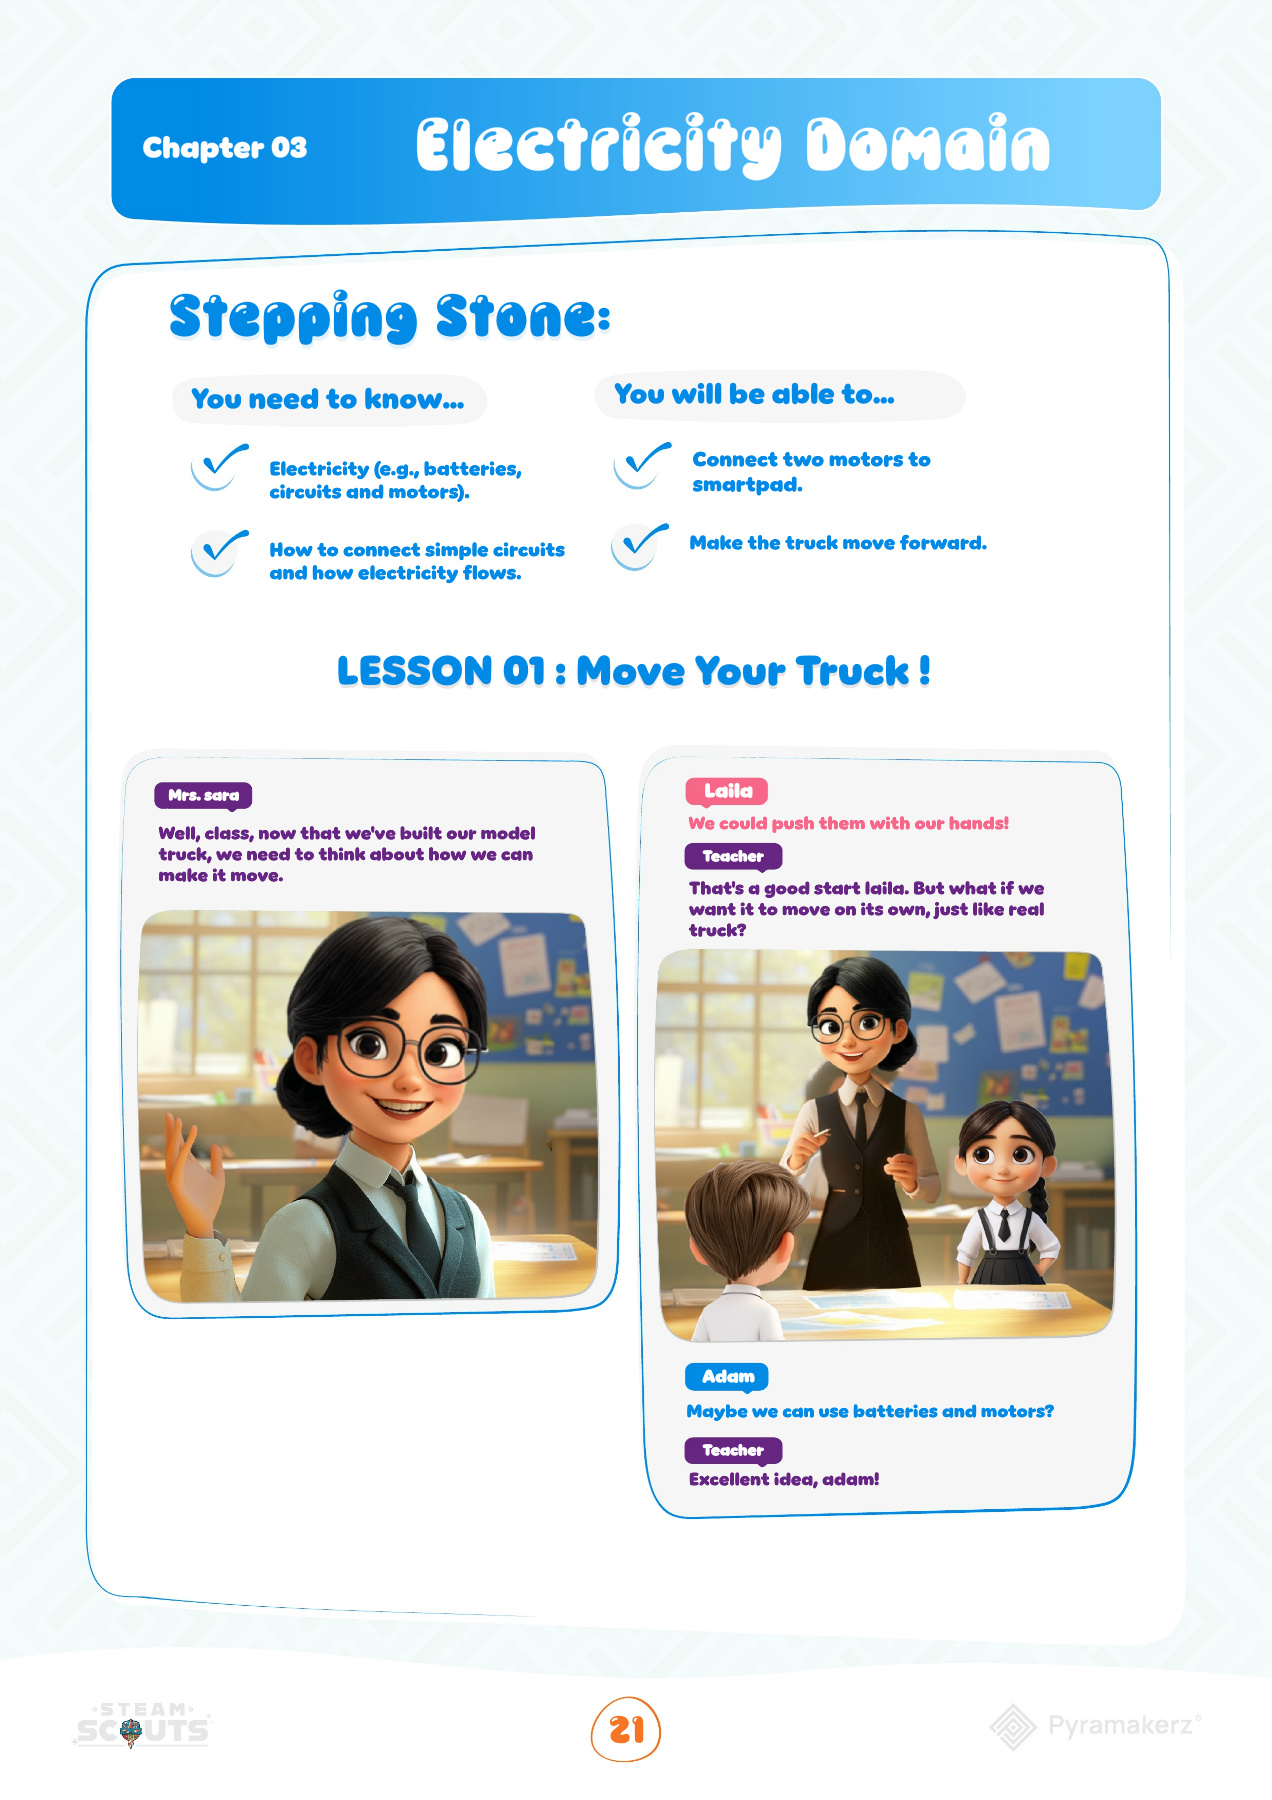 Chapter 03
Electricity Domain
Stepping Stone:
You need to know...
Electricity (e.g., batteries,
circuits and motors).
How to connect simple circuits
and how electricity flows.
You will be able to...
Connect two motors to
smartpad.
Make the truck move forward.
LESSON 01 : Move Your Truck !
Mrs. sara
Well, class, now that we've built our model
truck, we need to think about how we can
make it move.
Laila
We could push them with our hands!
Teacher
That's a good start laila. But what if we
want it to move on its own, just like real
truck?
Adam
Maybe we can use batteries and motors?
Teacher
Excellent idea, adam!
STEAM
SCOUTS
21
Pyramakerz